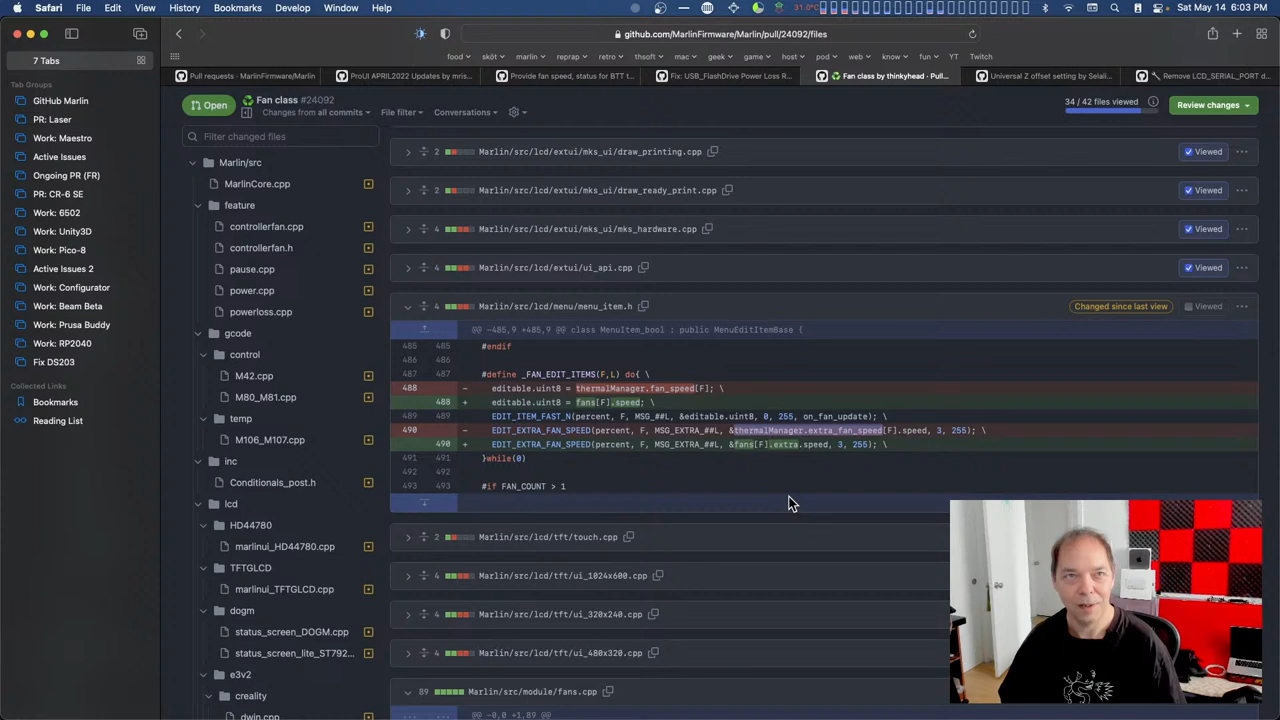 Safari File Edit View History Bookmarks Develop Window Help 31.0°C Sat May 14 6:03 PM
github.com/MarlinFirmware/Marlin/pull/24092/files
7 Tabs
Tab Groups
GitHub Marlin
PR: Laser
Work: Maestro
Active Issues
Ongoing PR (FR)
PR: CR-6 SE
Work: 6502
Work: Unity3D
Work: Pico-8
Active Issues 2
Work: Configurator
Work: Beam Beta
Work: Prusa Buddy
Work: RP2040
Fix DS203
Collected Links
Bookmarks
Reading List
food sköt marlin reprap retro thsoft mac geek game host web know fun YT Twitch
Pull requests · MarlinFirmware/Marlin
ProUI APRIL2022 Updates by mris...
Provide fan speed, status for BTT t...
Fix: USB_FlashDrive Power Loss R...
Fan class by thinkyhead · Pull...
Universal Z offset setting by Selali...
Remove LCD_SERIAL_PORT d...
Open
Fan class #24092
Changes from all commits File filter Conversations
34 / 42 files viewed
Review changes
Filter changed files
Marlin/src
MarlinCore.cpp
feature
controllerfan.cpp
controllerfan.h
pause.cpp
power.cpp
powerloss.cpp
gcode
control
M42.cpp
M80_M81.cpp
temp
M106_M107.cpp
inc
Conditionals_post.h
lcd
HD44780
marlinui_HD44780.cpp
TFTGLCD
marlinui_TFTGLCD.cpp
dogm
status_screen_DOGM.cpp
status_screen_lite_ST792...
e3v2
creality
dwin.cpp
2 Marlin/src/lcd/extui/mks_ui/draw_printing.cpp Viewed
2 Marlin/src/lcd/extui/mks_ui/draw_ready_print.cpp Viewed
4 Marlin/src/lcd/extui/mks_ui/mks_hardware.cpp Viewed
4 Marlin/src/lcd/extui/ui_api.cpp Viewed
4 Marlin/src/lcd/menu/menu_item.h Changed since last view Viewed
@@ -485,9 +485,9 @@ class MenuItem_bool : public MenuEditItemBase {
485 485 #endif
486 486
487 487 #define _FAN_EDIT_ITEMS(F,L) do{ \
488 - editable.uint8 = thermalManager.fan_speed[F]; \
488 + editable.uint8 = fans[F].speed; \
489 489 EDIT_ITEM_FAST_N(percent, F, MSG_##L, &editable.uint8, 0, 255, on_fan_update); \
490 - EDIT_EXTRA_FAN_SPEED(percent, F, MSG_EXTRA_##L, &thermalManager.extra_fan_speed[F].speed, 3, 255); \
490 + EDIT_EXTRA_FAN_SPEED(percent, F, MSG_EXTRA_##L, &fans[F].extra.speed, 3, 255); \
491 491 }while(0)
492 492
493 493 #if FAN_COUNT > 1
2 Marlin/src/lcd/tft/touch.cpp
4 Marlin/src/lcd/tft/ui_1024x600.cpp
4 Marlin/src/lcd/tft/ui_320x240.cpp
4 Marlin/src/lcd/tft/ui_480x320.cpp
89 Marlin/src/module/fans.cpp
@@ -0,0 +1,89 @@